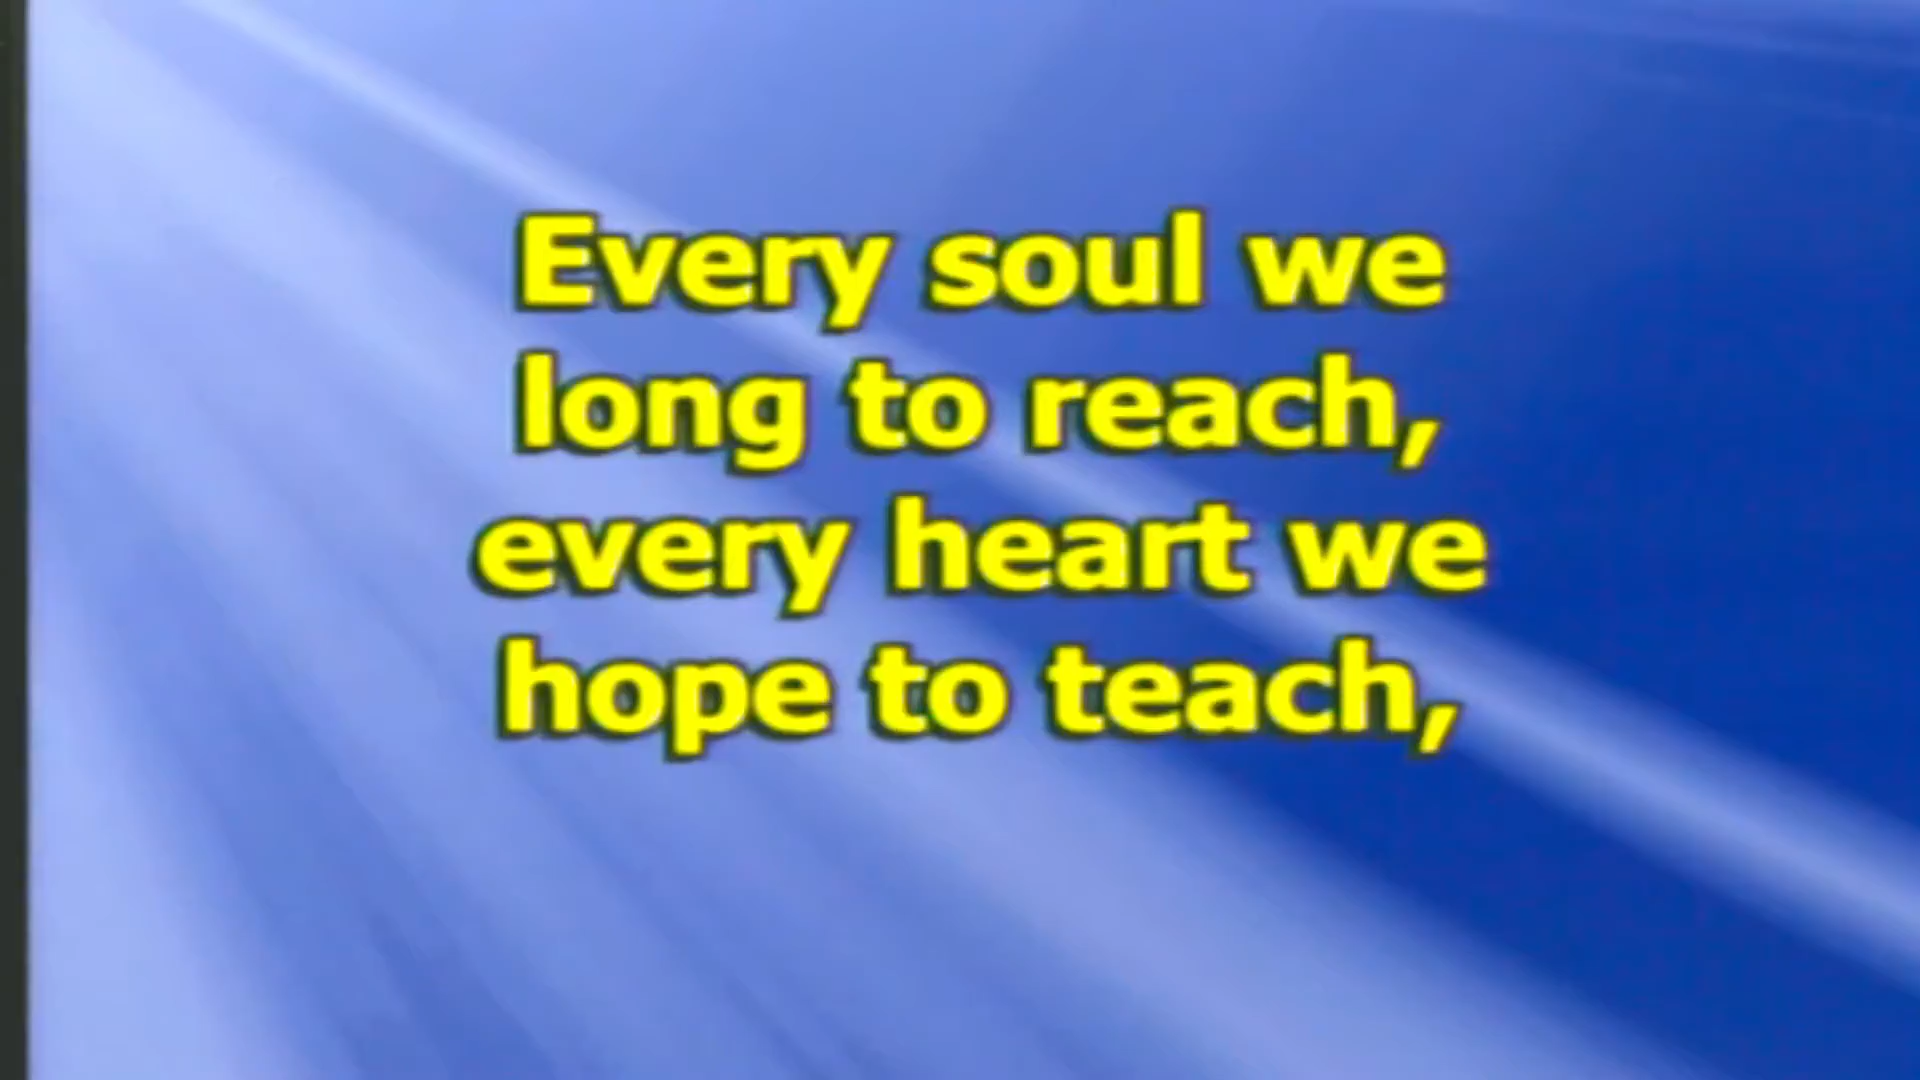 Every soul we
long to reach,
every heart we
hope to teach,